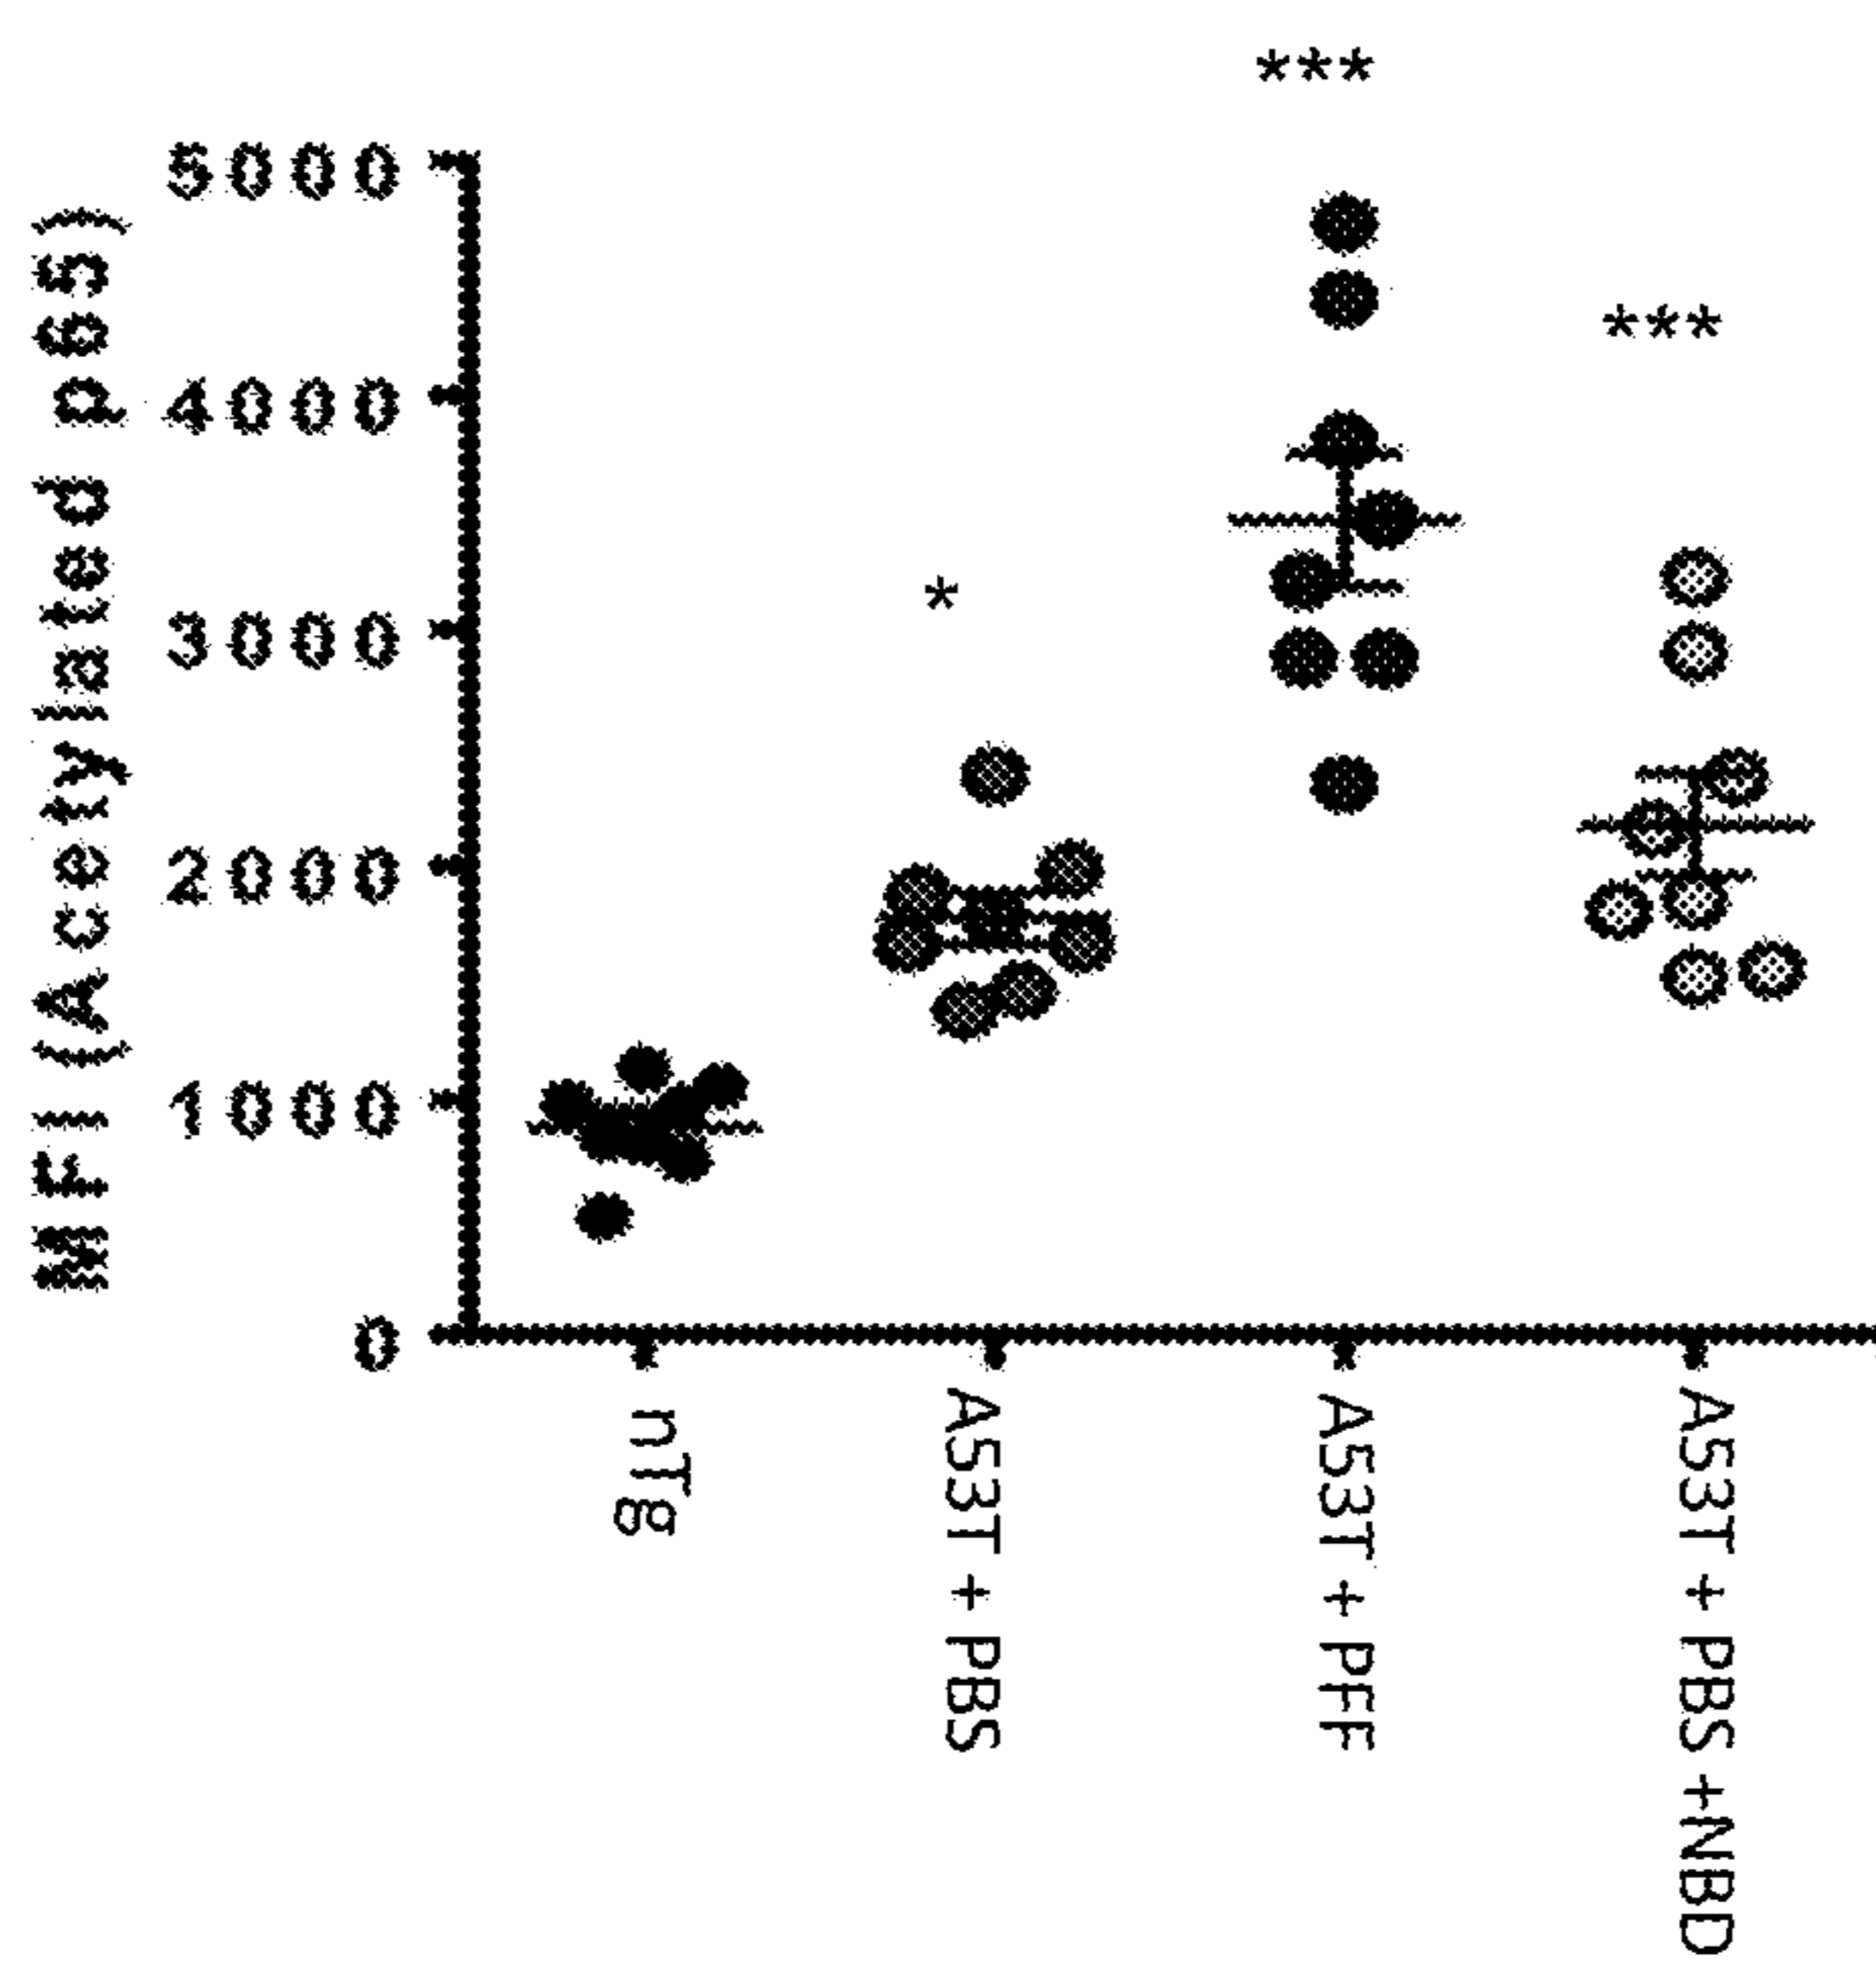 MFI (Acetylated p65)
5000
4000
3000
2000
1000
0
*
***
***
nTg
A53T + PBS
A53T + PFF
A53T + PBS +NBD